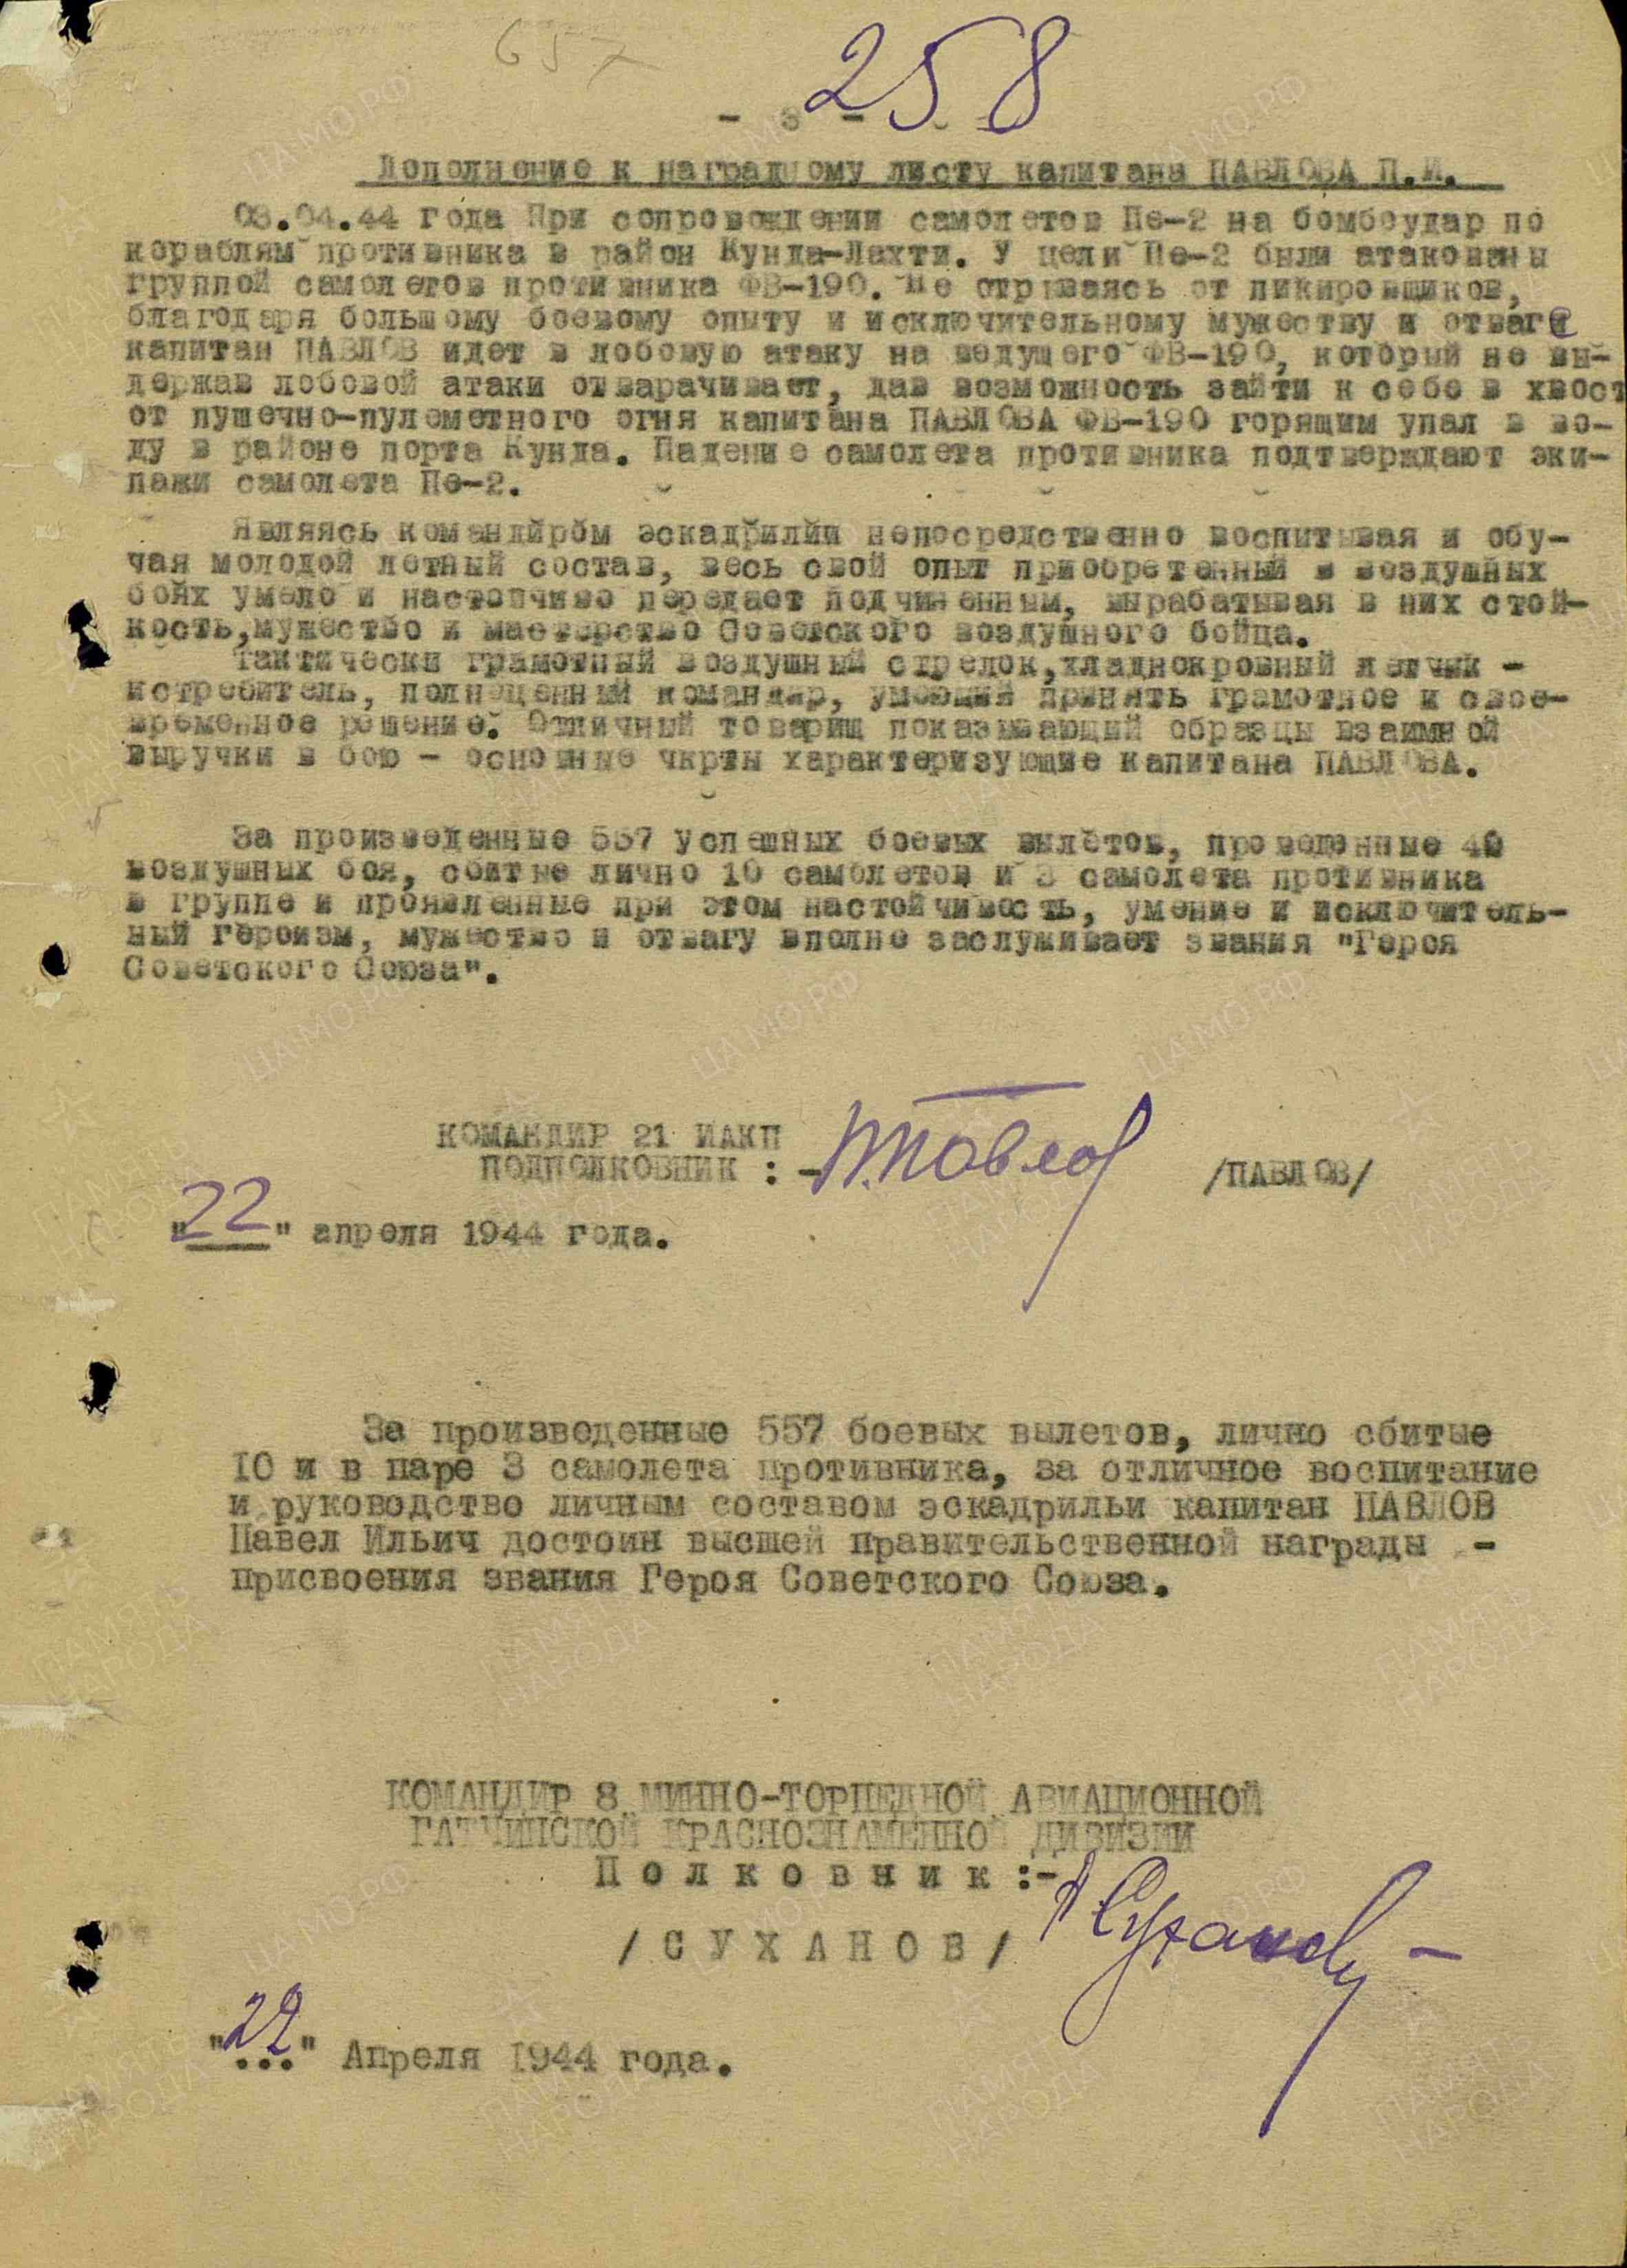 657
258
- 3 -
Дополнение к наградному листу капитана ПАВЛОВА П.И.
08.04.44 года При сопровождении самолетов Пе-2 на бомбоудар по
кораблям противника в район Кунда-Лахти. У цели Пе-2 были атакованы
группой самолетов противника ФВ-190. Не отрываясь от пикировщиков,
благодаря большому боевому опыту и исключительному мужеству и отваге
капитан ПАВЛОВ идет в лобовую атаку на ведущего ФВ-190, который не вы-
держав лобовой атаки отварачивает, дав возможность зайти к себе в хвост
от пушечно-пулеметного огня капитана ПАВЛОВА ФВ-190 горящим упал в во-
ду в районе порта Кунда. Падение самолета противника подтверждают эки-
пажи самолета Пе-2.
Являясь командиром эскадрильи непосредственно воспитывая и обу-
чая молодой летный состав, весь свой опыт приобретенный в воздушных
боях умело и настойчиво передает подчиненным, вырабатывая в них стой-
кость,мужество и мастерство Советского воздушного бойца.
Тактически грамотный воздушный стрелок,хладнокровный летчик -
истребитель, полноценный командир, умеющий принять грамотное и свое-
временное решение. Отличный товарищ показывающий образцы взаимной
выручки в бою - основные чкрты характеризующие капитана ПАВЛОВА.
За произведенные 557 успешных боевых вылетов, проведенные
воздушных боя, сбитые лично 10 самолетов и 3 самолета противника
в группе и проявленные при этом настойчивость, умение и исключитель-
ный героизм, мужество и отвагу вполне заслуживает звания "Героя
Советского Союза".
КОМАНДИР 21 ИАКП
ПОДПОЛКОВНИК : - Павлов /ПАВЛОВ/
"22" апреля 1944 года.
За произведенные 557 боевых вылетов, лично сбитые
10 и в паре 3 самолета противника, за отличное воспитание
и руководство личным составом эскадрильи капитан ПАВЛОВ
Павел Ильич достоин высшей правительственной награды -
присвоения звания Героя Советского Союза.
КОМАНДИР 8 МИННО-ТОРПЕДНОЙ АВИАЦИОННОЙ
ГАТЧИНСКОЙ КРАСНОЗНАМЕННОЙ ДИВИЗИИ
Полковник :- Суханов
/СУХАНОВ/
"22" Апреля 1944 года.
ЦАМО.РФ
ПАМЯТЬ НАРОДА